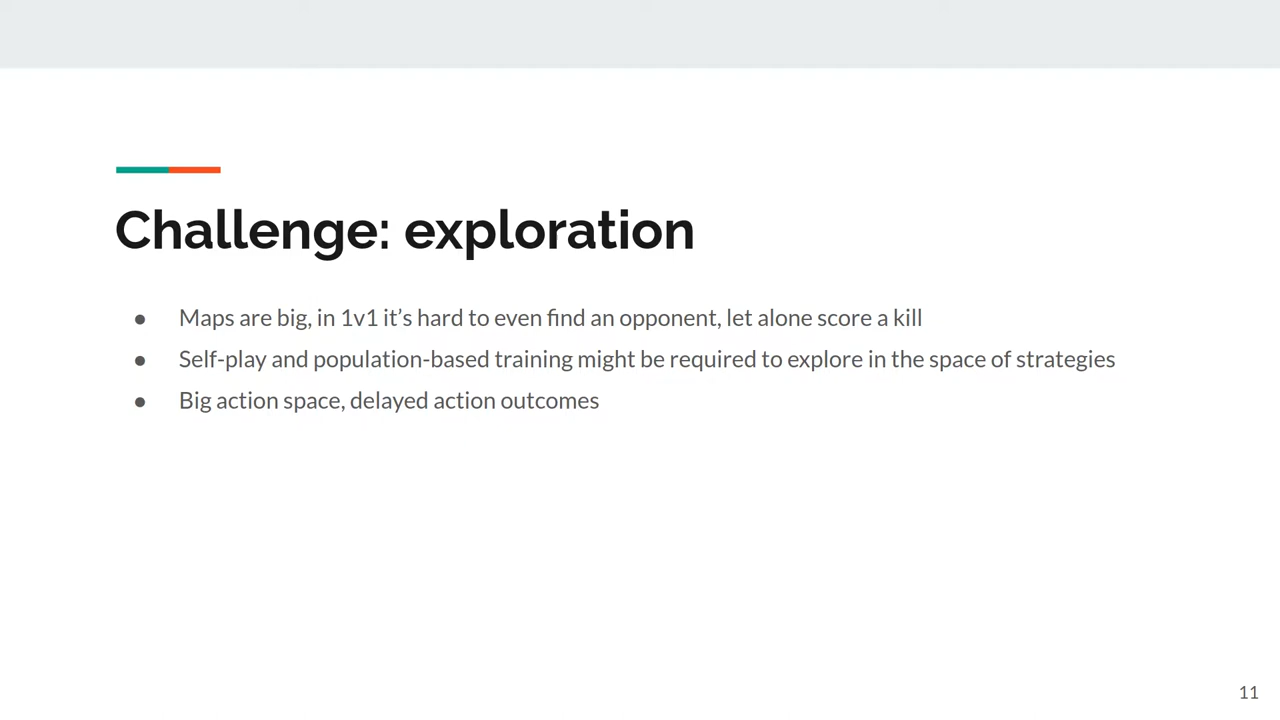 Challenge: exploration
● Maps are big, in 1v1 it’s hard to even find an opponent, let alone score a kill
● Self-play and population-based training might be required to explore in the space of strategies
● Big action space, delayed action outcomes
11